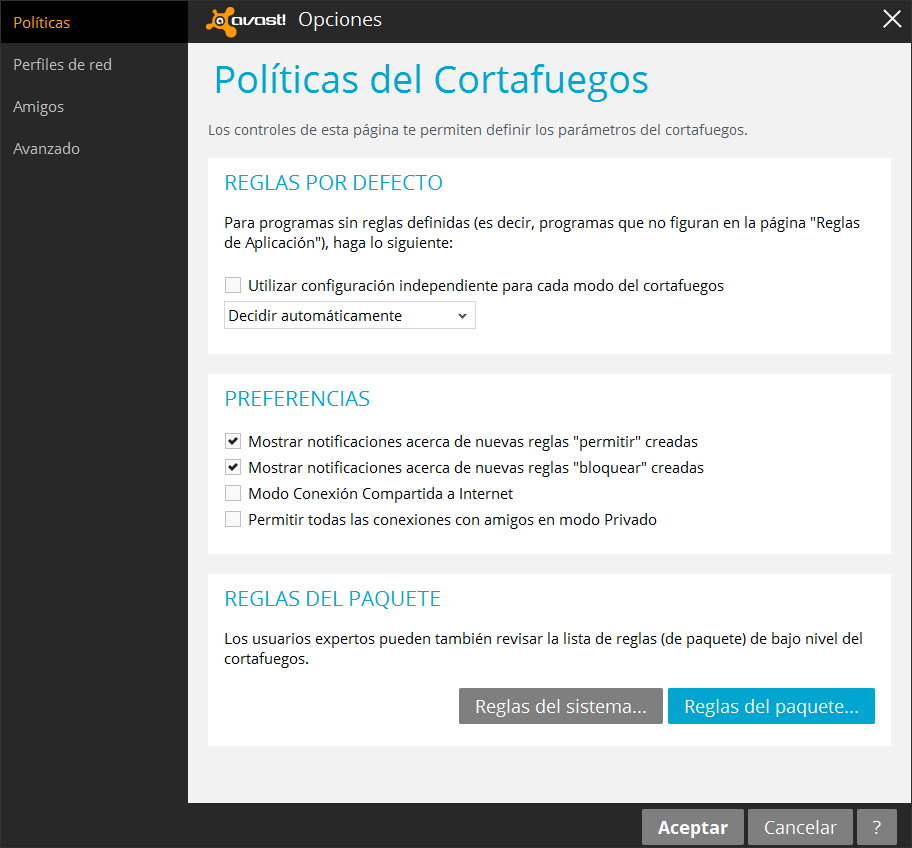 Políticas
Perfiles de red
Amigos
Avanzado
avast! Opciones
Políticas del Cortafuegos
Los controles de esta página te permiten definir los parámetros del cortafuegos.
REGLAS POR DEFECTO
Para programas sin reglas definidas (es decir, programas que no figuran en la página "Reglas
de Aplicación"), haga lo siguiente:
Utilizar configuración independiente para cada modo del cortafuegos
Decidir automáticamente
PREFERENCIAS
Mostrar notificaciones acerca de nuevas reglas "permitir" creadas
Mostrar notificaciones acerca de nuevas reglas "bloquear" creadas
Modo Conexión Compartida a Internet
Permitir todas las conexiones con amigos en modo Privado
REGLAS DEL PAQUETE
Los usuarios expertos pueden también revisar la lista de reglas (de paquete) de bajo nivel del
cortafuegos.
Reglas del sistema... Reglas del paquete...
Aceptar Cancelar ?